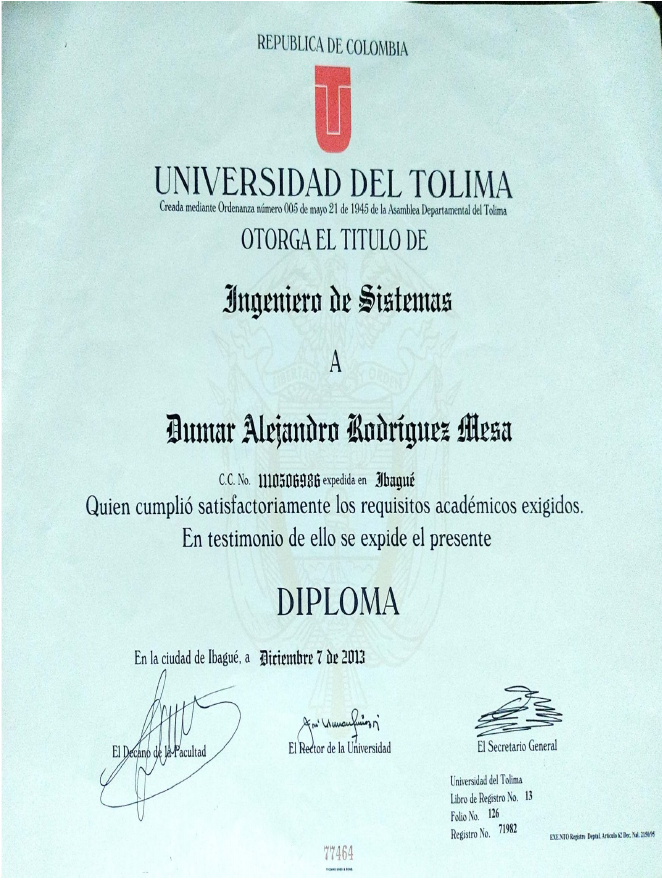 REPUBLICA DE COLOMBIA
UNIVERSIDAD DEL TOLIMA
Creada mediante Ordenanza número 005 de mayo 21 de 1945 de la Asamblea Departamental del Tolima
OTORGA EL TITULO DE
Ingeniero de Sistemas
A
Dumar Alejandro Rodríguez Mesa
C.C. No. 1110506986 expedida en Ibagué
Quien cumplió satisfactoriamente los requisitos académicos exigidos.
En testimonio de ello se expide el presente
DIPLOMA
En la ciudad de Ibagué, a Diciembre 7 de 2013
El Decano de la Facultad
El Rector de la Universidad
El Secretario General
Universidad del Tolima
Libro de Registro No. 13
Folio No. 126
Registro No. 71982
EXENTO Registro Deptal. Artículo 62 Dec. Nal. 2150/95
77464